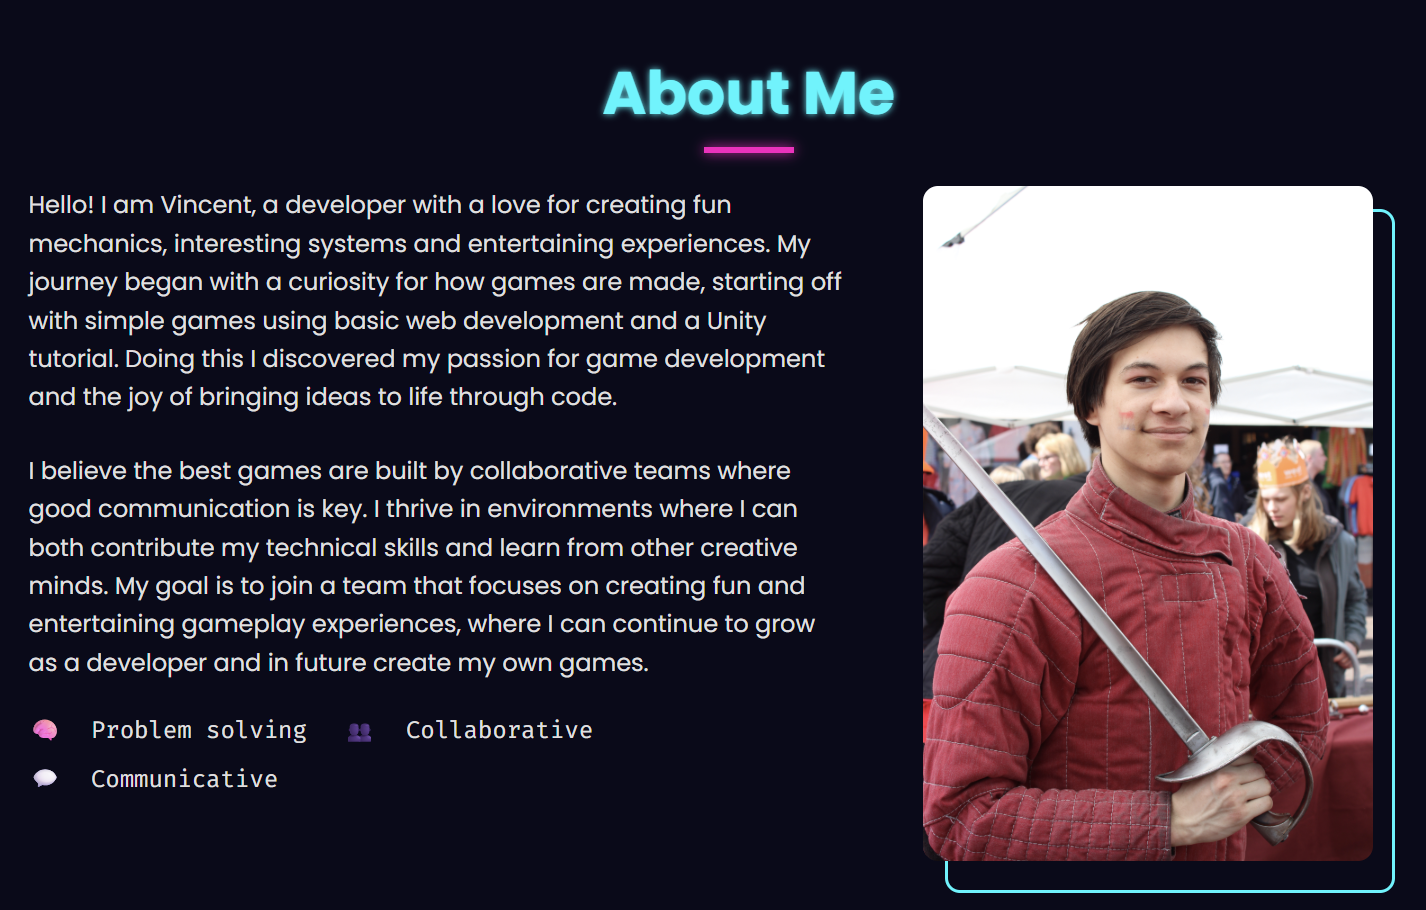 About Me
Hello! I am Vincent, a developer with a love for creating fun
mechanics, interesting systems and entertaining experiences. My
journey began with a curiosity for how games are made, starting off
with simple games using basic web development and a Unity
tutorial. Doing this I discovered my passion for game development
and the joy of bringing ideas to life through code.
I believe the best games are built by collaborative teams where
good communication is key. I thrive in environments where I can
both contribute my technical skills and learn from other creative
minds. My goal is to join a team that focuses on creating fun and
entertaining gameplay experiences, where I can continue to grow
as a developer and in future create my own games.
Problem solving Collaborative
Communicative